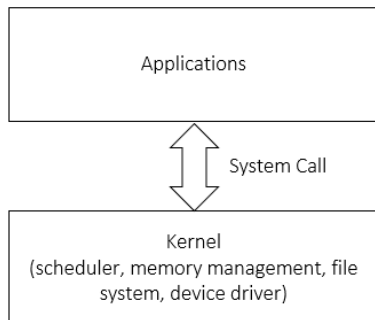 Applications
System Call
Kernel
(scheduler, memory management, file
system, device driver)